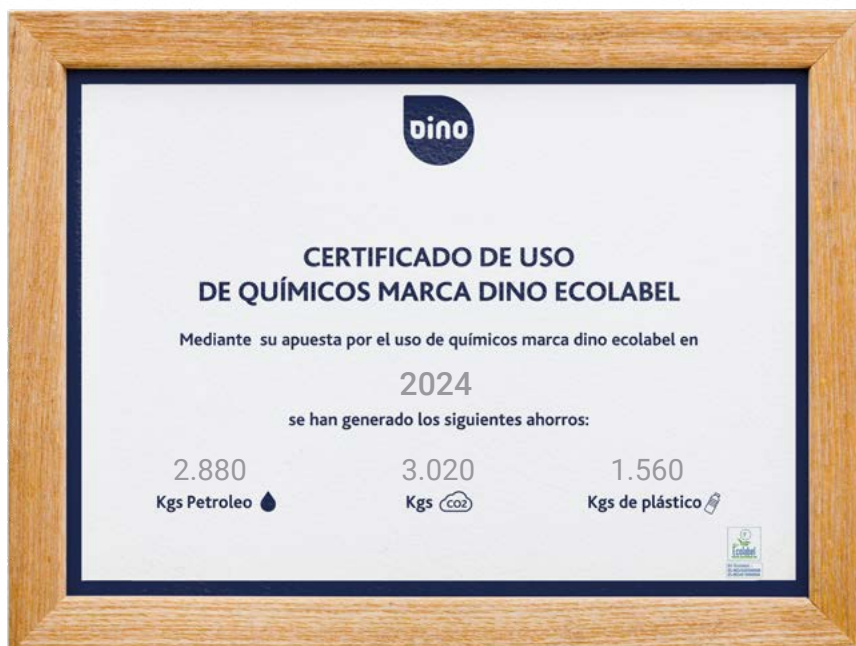 Dino
CERTIFICADO DE USO
DE QUÍMICOS MARCA DINO ECOLABEL
Mediante su apuesta por el uso de químicos marca dino ecolabel en
2024
se han generado los siguientes ahorros:
2.880 3.020 1.560
Kgs Petroleo Kgs CO2 Kgs de plástico
Ecolabel